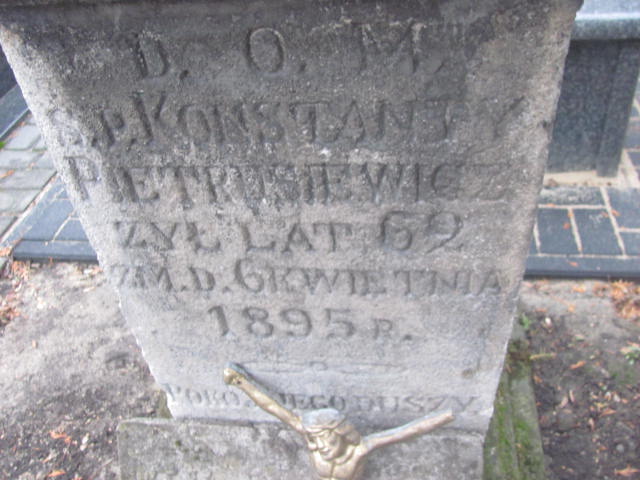 D. O. M.
Ś.P. KONSTANTY
PIETRUSIEWICZ
ŻYŁ LAT 62
ZM. D. 6 KWIETNIA
1895 R.
POKÓJ JEGO DUSZY